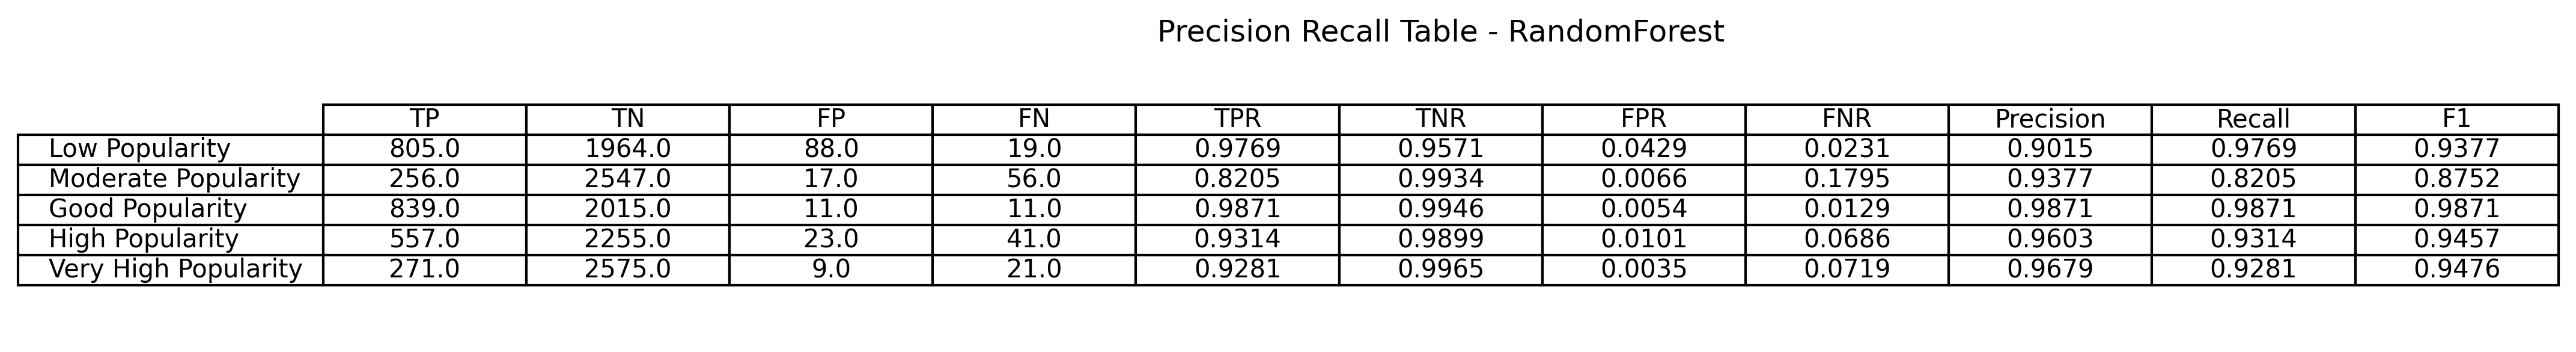 Precision Recall Table - RandomForest
TP TN FP FN TPR TNR FPR FNR Precision Recall F1
Low Popularity 805.0 1964.0 88.0 19.0 0.9769 0.9571 0.0429 0.0231 0.9015 0.9769 0.9377
Moderate Popularity 256.0 2547.0 17.0 56.0 0.8205 0.9934 0.0066 0.1795 0.9377 0.8205 0.8752
Good Popularity 839.0 2015.0 11.0 11.0 0.9871 0.9946 0.0054 0.0129 0.9871 0.9871 0.9871
High Popularity 557.0 2255.0 23.0 41.0 0.9314 0.9899 0.0101 0.0686 0.9603 0.9314 0.9457
Very High Popularity 271.0 2575.0 9.0 21.0 0.9281 0.9965 0.0035 0.0719 0.9679 0.9281 0.9476